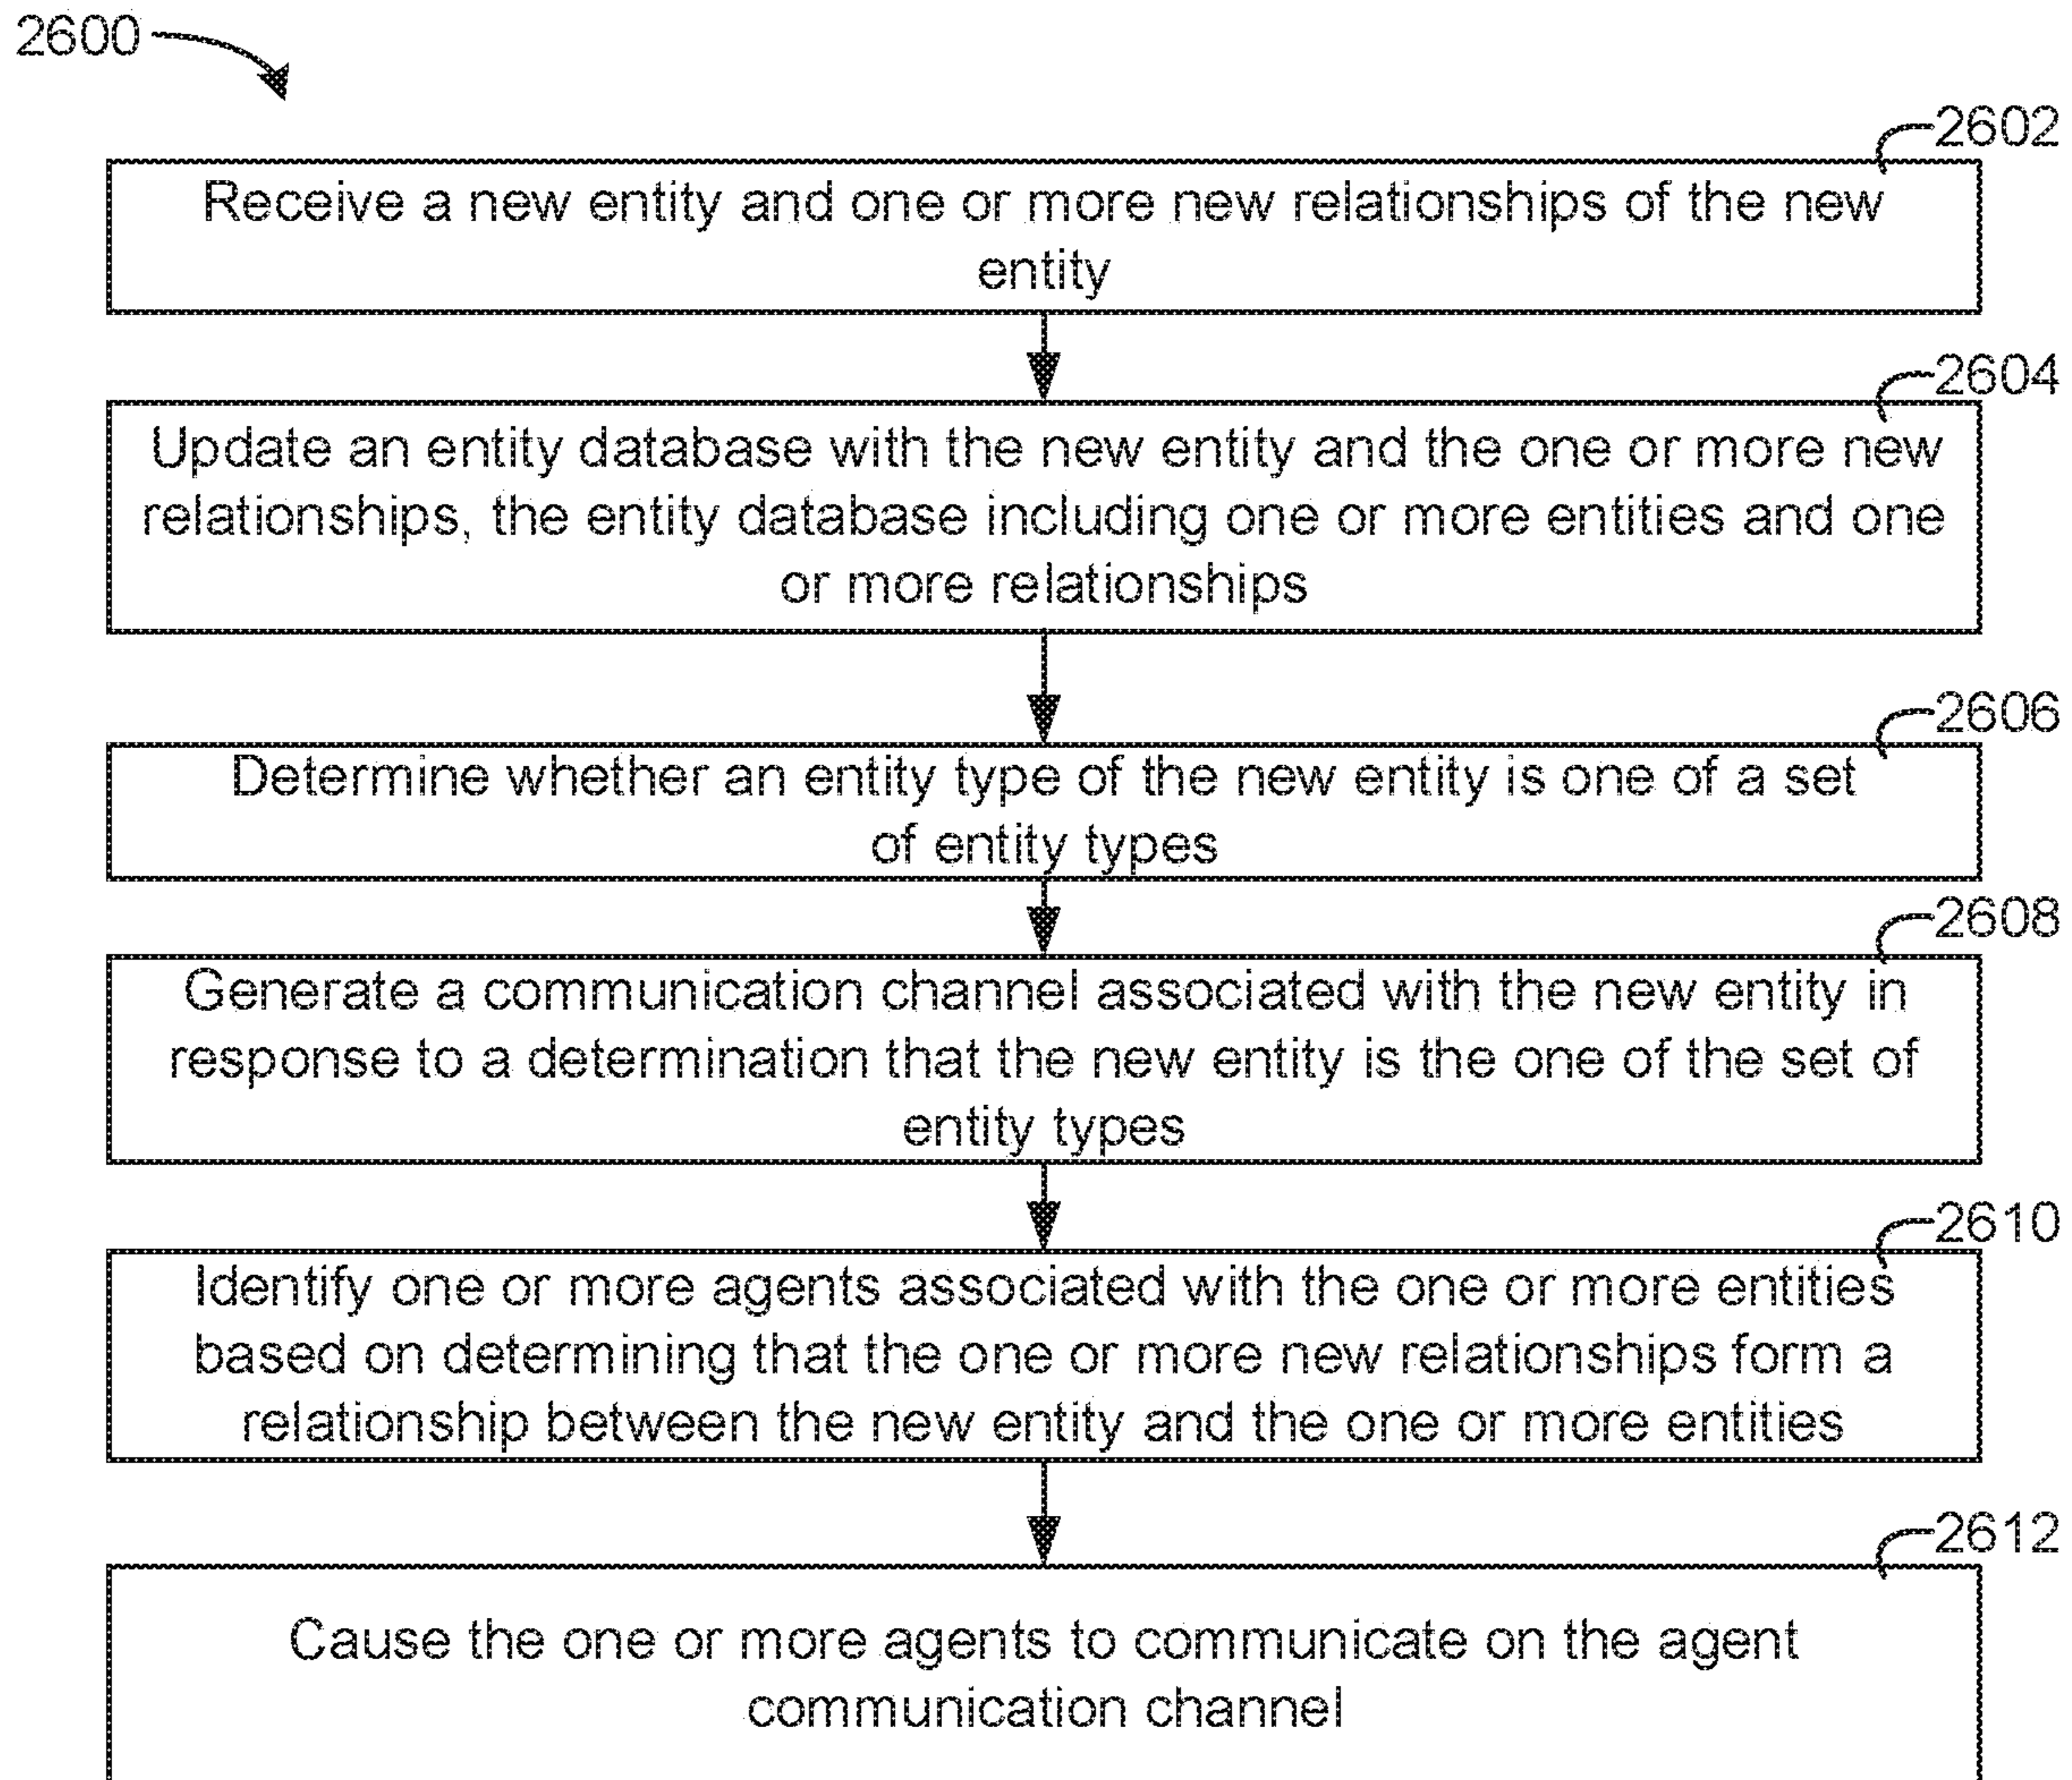 2600
2602
Receive a new entity and one or more new relationships of the new
entity
2604
Update an entity database with the new entity and the one or more new
relationships, the entity database including one or more entities and one
or more relationships
2606
Determine whether an entity type of the new entity is one of a set
of entity types
2608
Generate a communication channel associated with the new entity in
response to a determination that the new entity is the one of the set of
entity types
2610
Identify one or more agents associated with the one or more entities
based on determining that the one or more new relationships form a
relationship between the new entity and the one or more entities
2612
Cause the one or more agents to communicate on the agent
communication channel